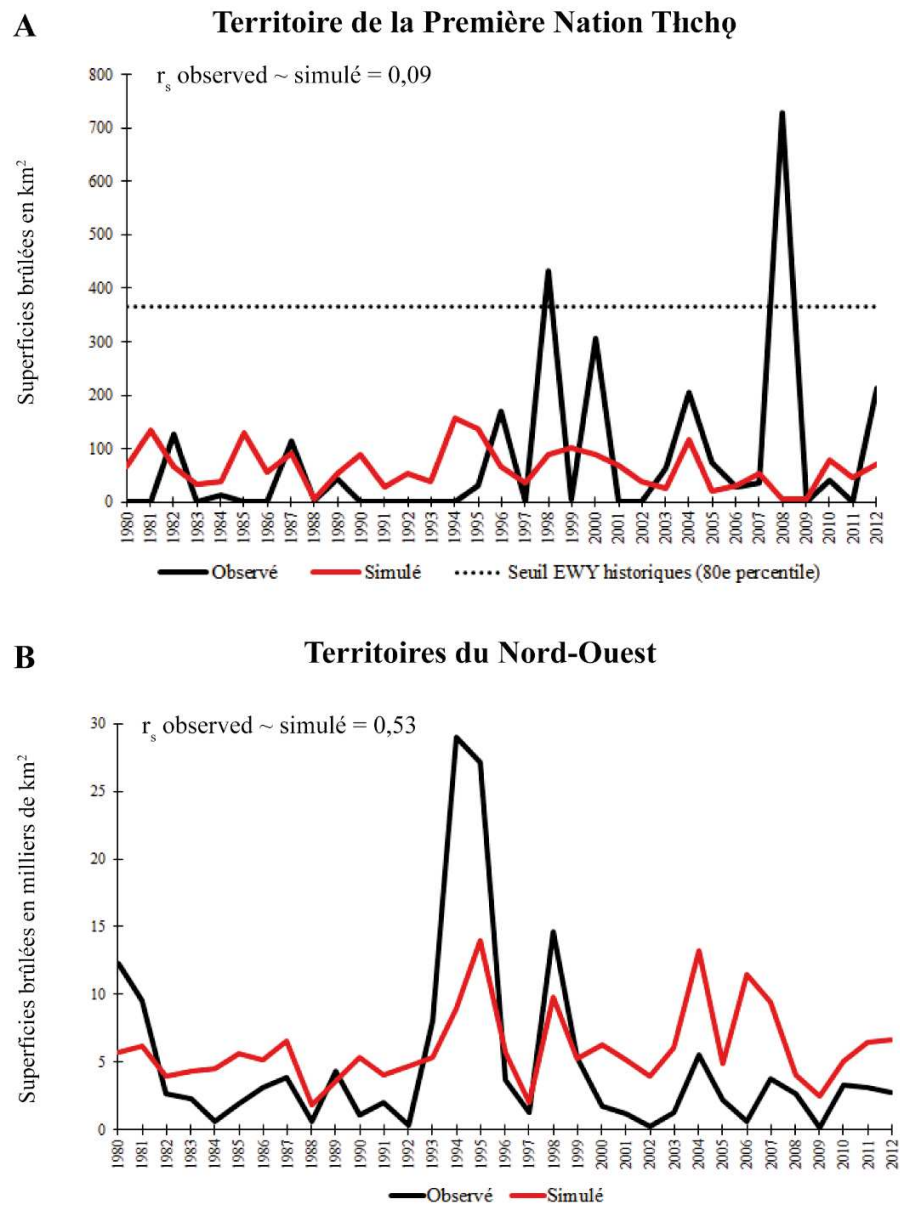 A
Territoire de la Première Nation Tłıchǫ
r_s observed ~ simulé = 0,09
Superficies brûlées en km²
800
700
600
500
400
300
200
100
0
1980 1981 1982 1983 1984 1985 1986 1987 1988 1989 1990 1991 1992 1993 1994 1995 1996 1997 1998 1999 2000 2001 2002 2003 2004 2005 2006 2007 2008 2009 2010 2011 2012
Observé Simulé Seuil EWY historiques (80e percentile)
B
Territoires du Nord-Ouest
r_s observed ~ simulé = 0,53
Superficies brûlées en milliers de km²
30
25
20
15
10
5
0
1980 1981 1982 1983 1984 1985 1986 1987 1988 1989 1990 1991 1992 1993 1994 1995 1996 1997 1998 1999 2000 2001 2002 2003 2004 2005 2006 2007 2008 2009 2010 2011 2012
Observé Simulé